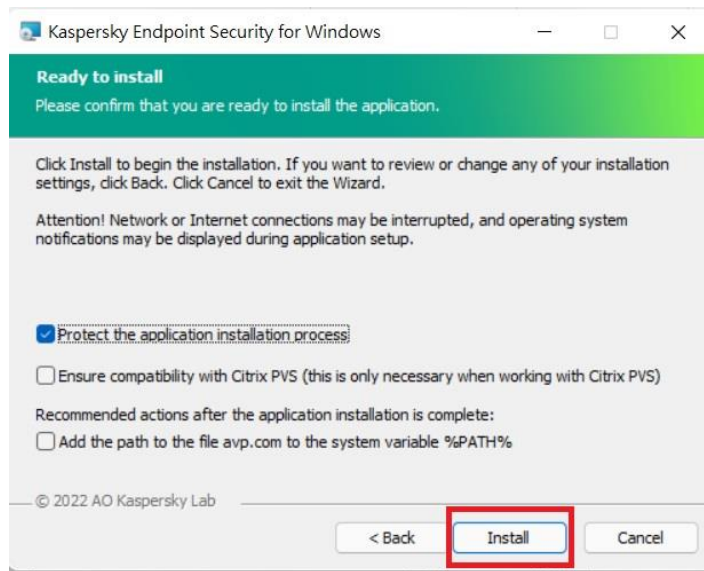 Kaspersky Endpoint Security for Windows
Ready to install
Please confirm that you are ready to install the application.
Click Install to begin the installation. If you want to review or change any of your installation
settings, click Back. Click Cancel to exit the Wizard.
Attention! Network or Internet connections may be interrupted, and operating system
notifications may be displayed during application setup.
Protect the application installation process
Ensure compatibility with Citrix PVS (this is only necessary when working with Citrix PVS)
Recommended actions after the application installation is complete:
Add the path to the file avp.com to the system variable %PATH%
© 2022 AO Kaspersky Lab
< Back Install Cancel